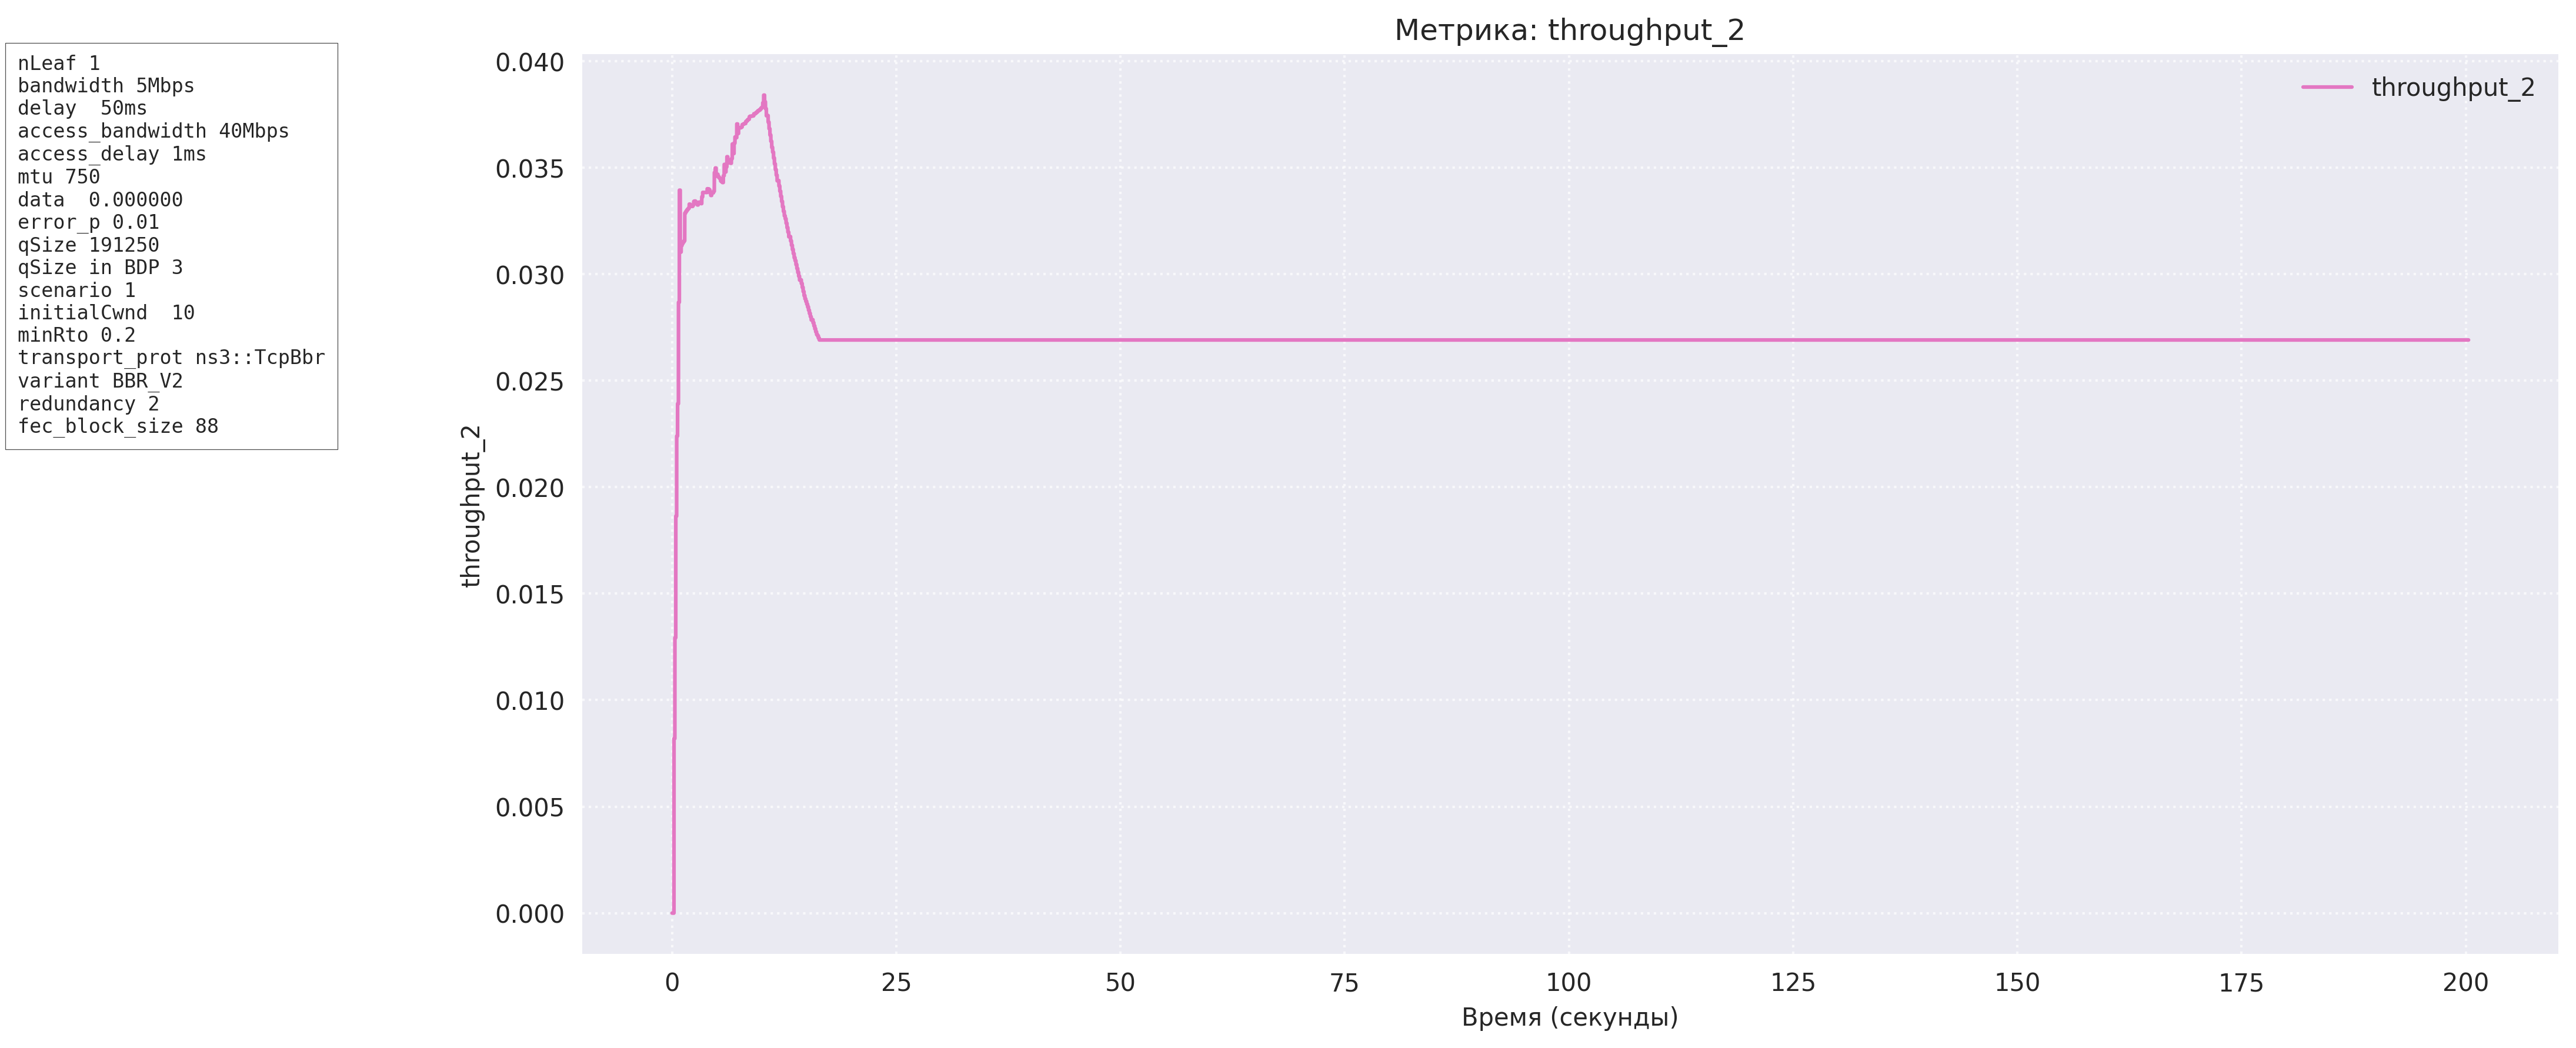 Метрика: throughput_2
nLeaf 1
bandwidth 5Mbps
delay  50ms
access_bandwidth 40Mbps
access_delay 1ms
mtu 750
data  0.000000
error_p 0.01
qSize 191250
qSize in BDP 3
scenario 1
initialCwnd  10
minRto 0.2
transport_prot ns3::TcpBbr
variant BBR_V2
redundancy 2
fec_block_size 88
throughput_2
throughput_2
0.040
0.035
0.030
0.025
0.020
0.015
0.010
0.005
0.000
0 25 50 75 100 125 150 175 200
Время (секунды)